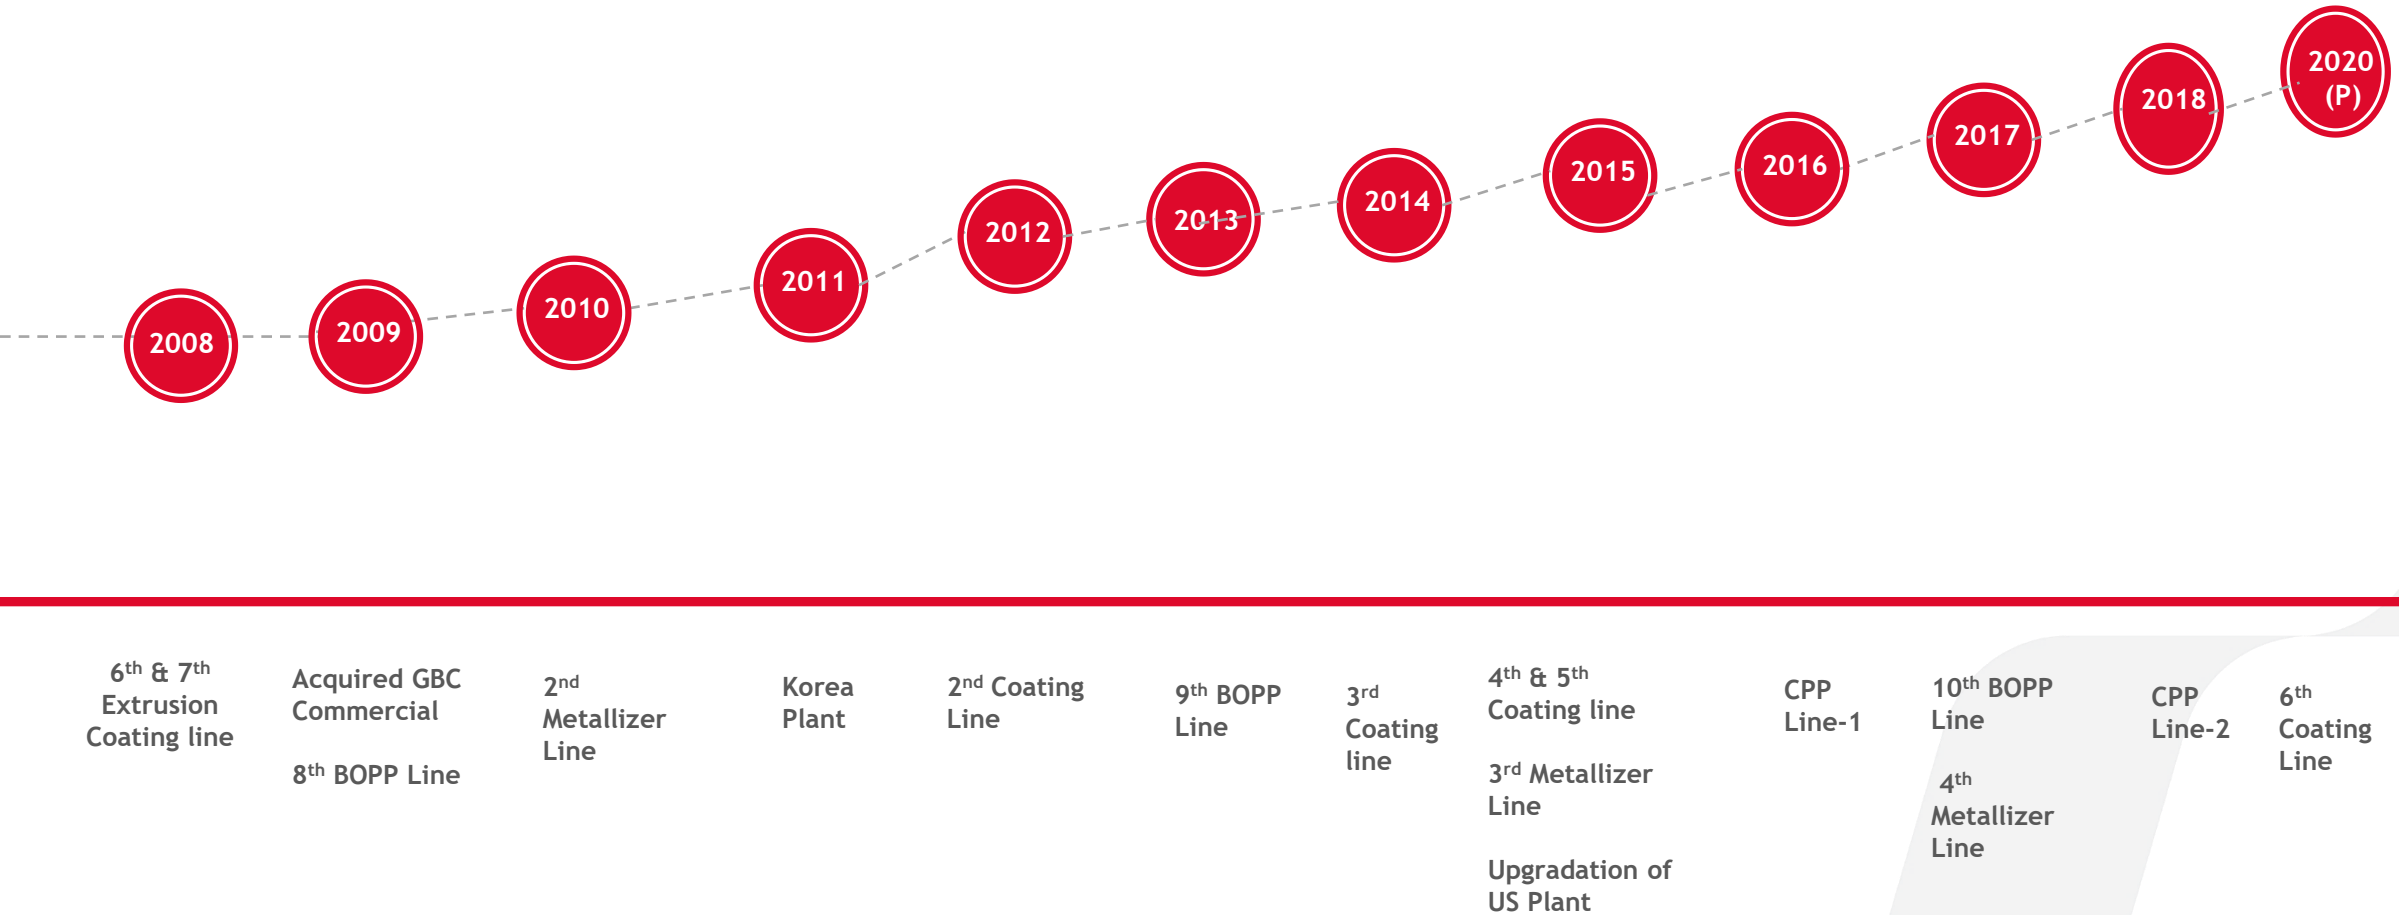 2008
2009
2010
2011
2012
2013
2014
2015
2016
2017
2018
2020
(P)
6th & 7th
Extrusion
Coating line
Acquired GBC
Commercial
8th BOPP Line
2nd
Metallizer
Line
Korea
Plant
2nd Coating
Line
9th BOPP
Line
3rd
Coating
line
4th & 5th
Coating line
3rd Metallizer
Line
Upgradation of
US Plant
CPP
Line-1
10th BOPP
Line
4th
Metallizer
Line
CPP
Line-2
6th
Coating
Line